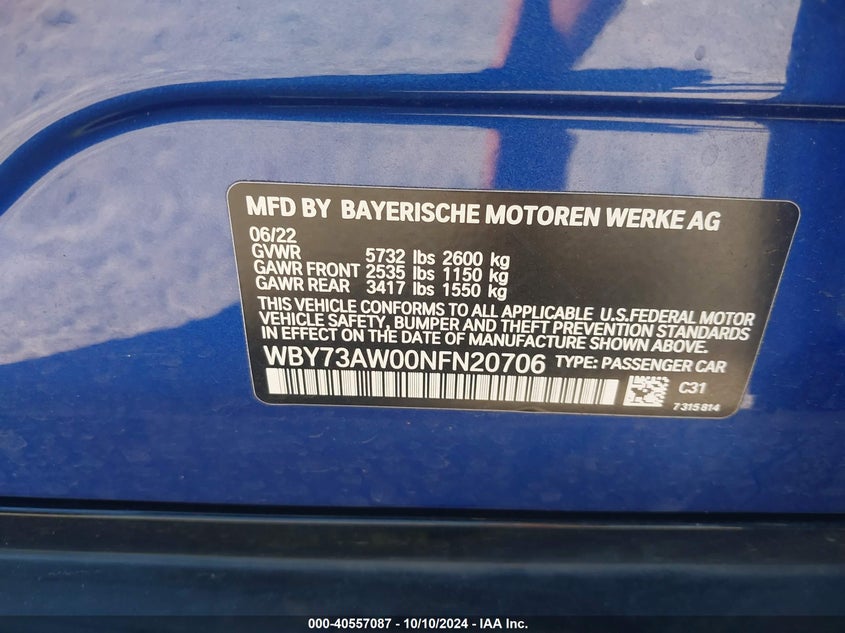 MFD BY BAYERISCHE MOTOREN WERKE AG
06/22
GVWR 5732 lbs 2600 kg
GAWR FRONT 2535 lbs 1150 kg
GAWR REAR 3417 lbs 1550 kg
THIS VEHICLE CONFORMS TO ALL APPLICABLE U.S.FEDERAL MOTOR
VEHICLE SAFETY, BUMPER AND THEFT PREVENTION STANDARDS
IN EFFECT ON THE DATE OF MANUFACTURE SHOWN ABOVE.
WBY73AW00NFN20706 TYPE: PASSENGER CAR
C31
7315814
000-40557087 - 10/10/2024 - IAA Inc.